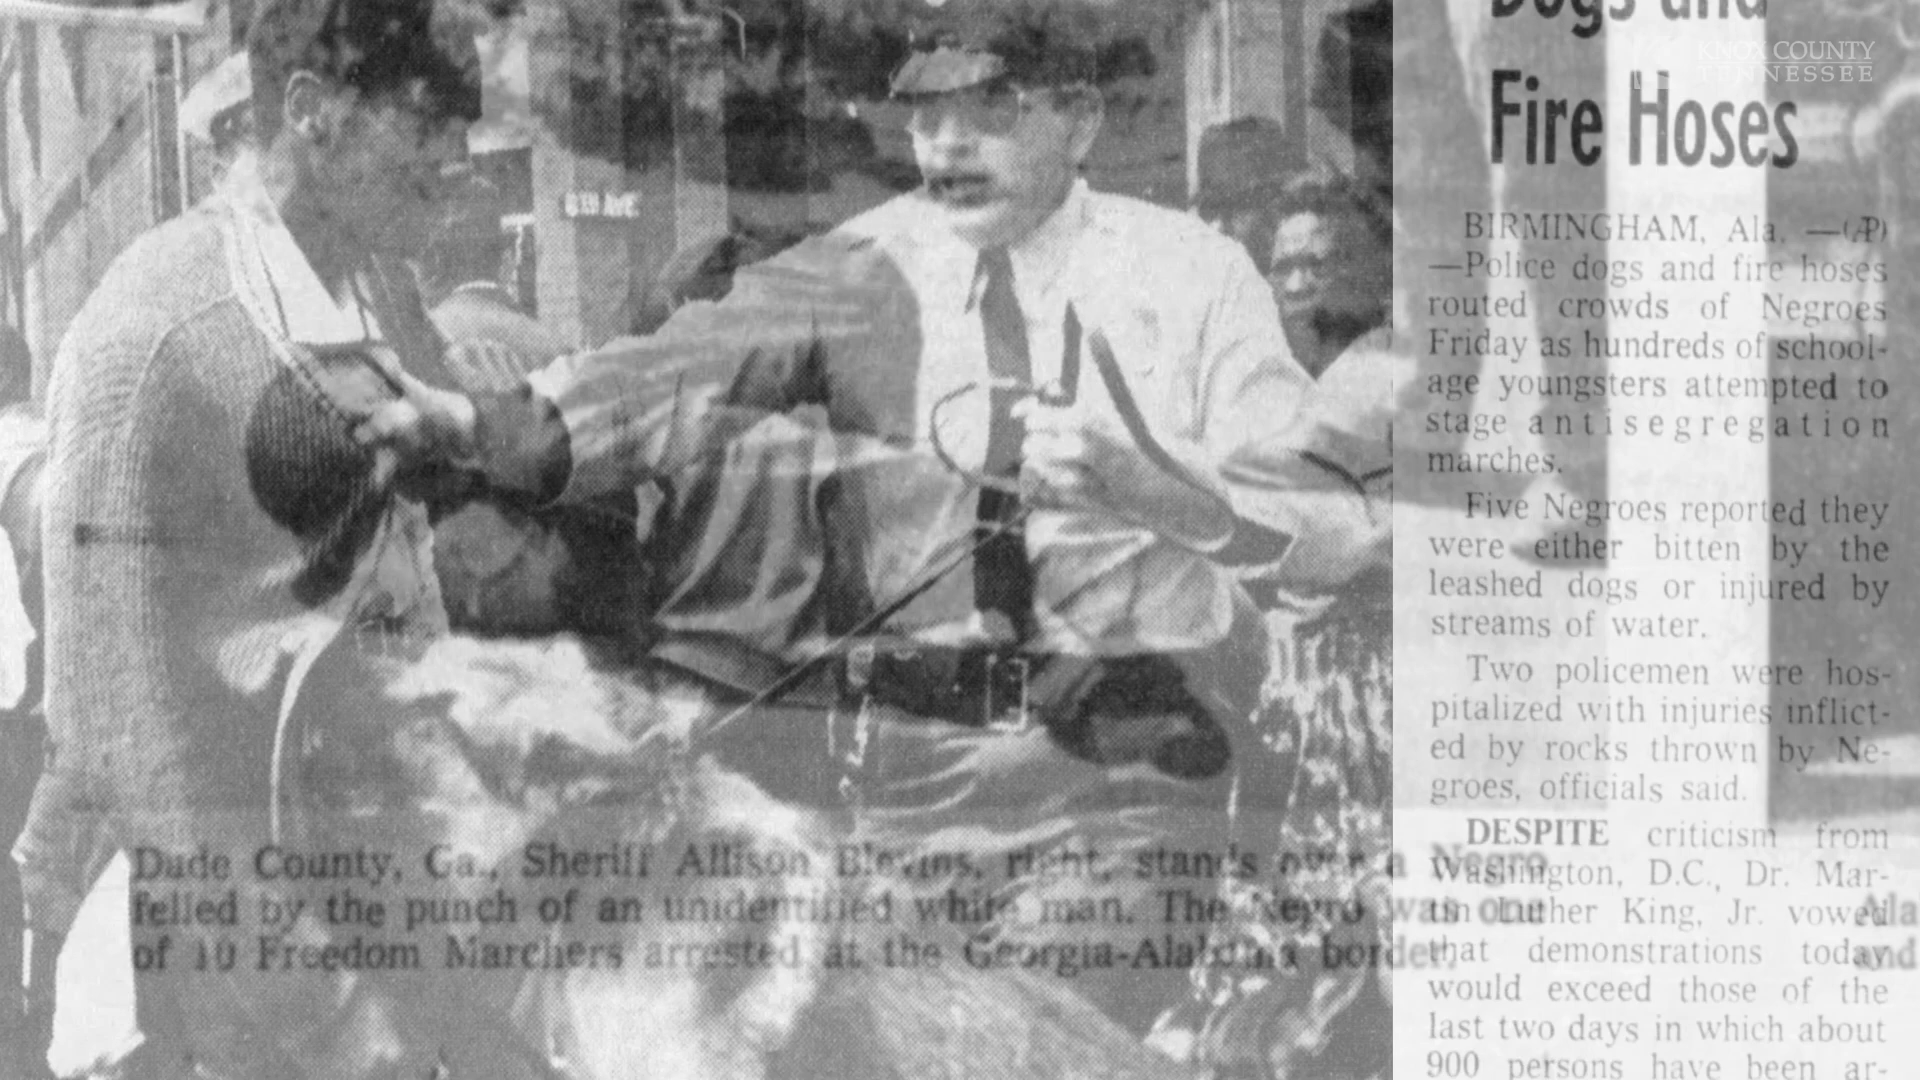 Dogs and
Fire Hoses
KNOX COUNTY
TENNESSEE
BIRMINGHAM, Ala. —(AP)
—Police dogs and fire hoses
routed crowds of Negroes
Friday as hundreds of school-
age youngsters attempted to
stage antisegregation
marches.
Five Negroes reported they
were either bitten by the
leashed dogs or injured by
streams of water.
Two policemen were hos-
pitalized with injuries inflict-
ed by rocks thrown by Ne-
groes, officials said.
DESPITE criticism from
Washington, D.C., Dr. Mar-
tin Luther King, Jr. vowed
that demonstrations today
would exceed those of the
last two days in which about
900 persons have been ar-
Dade County, Ga., Sheriff Allison Blevins, right, stands over a Negro
felled by the punch of an unidentified white man. The Negro was one
of 10 Freedom Marchers arrested at the Georgia-Alabama border.
Ala
and